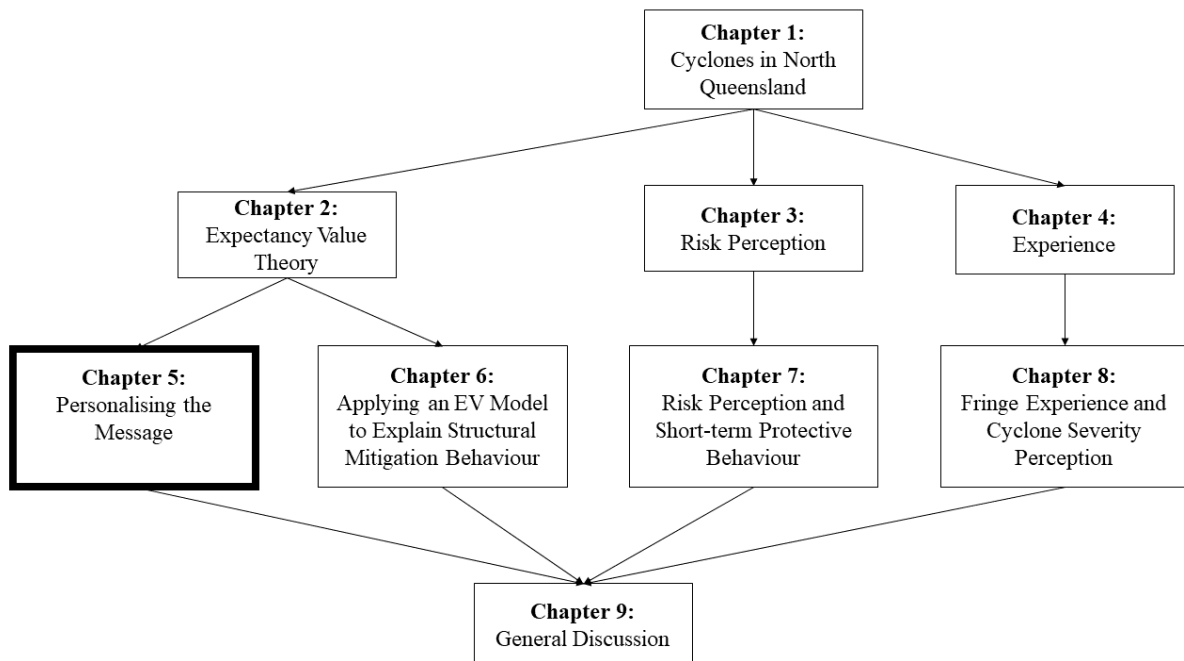 Chapter 1:
Cyclones in North
Queensland
Chapter 2:
Expectancy Value
Theory
Chapter 3:
Risk Perception
Chapter 4:
Experience
Chapter 5:
Personalising the
Message
Chapter 6:
Applying an EV Model
to Explain Structural
Mitigation Behaviour
Chapter 7:
Risk Perception and
Short-term Protective
Behaviour
Chapter 8:
Fringe Experience and
Cyclone Severity
Perception
Chapter 9:
General Discussion